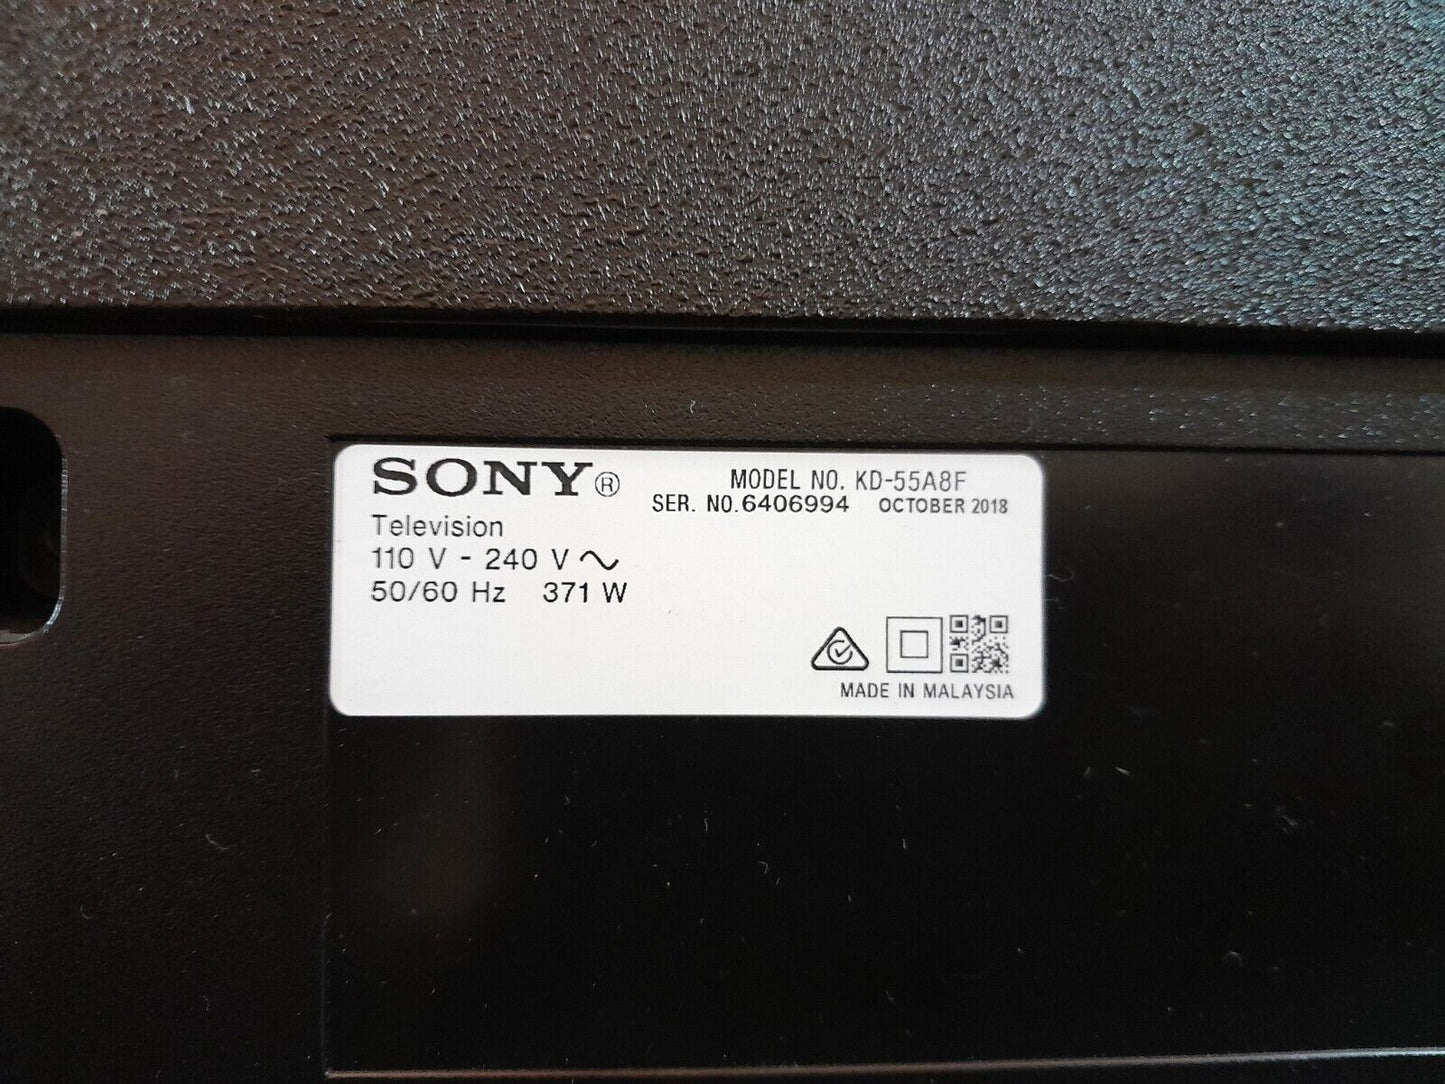 SONY®
MODEL NO. KD-55A8F
SER. NO.6406994 OCTOBER 2018
Television
110 V - 240 V ~
50/60 Hz 371 W
MADE IN MALAYSIA